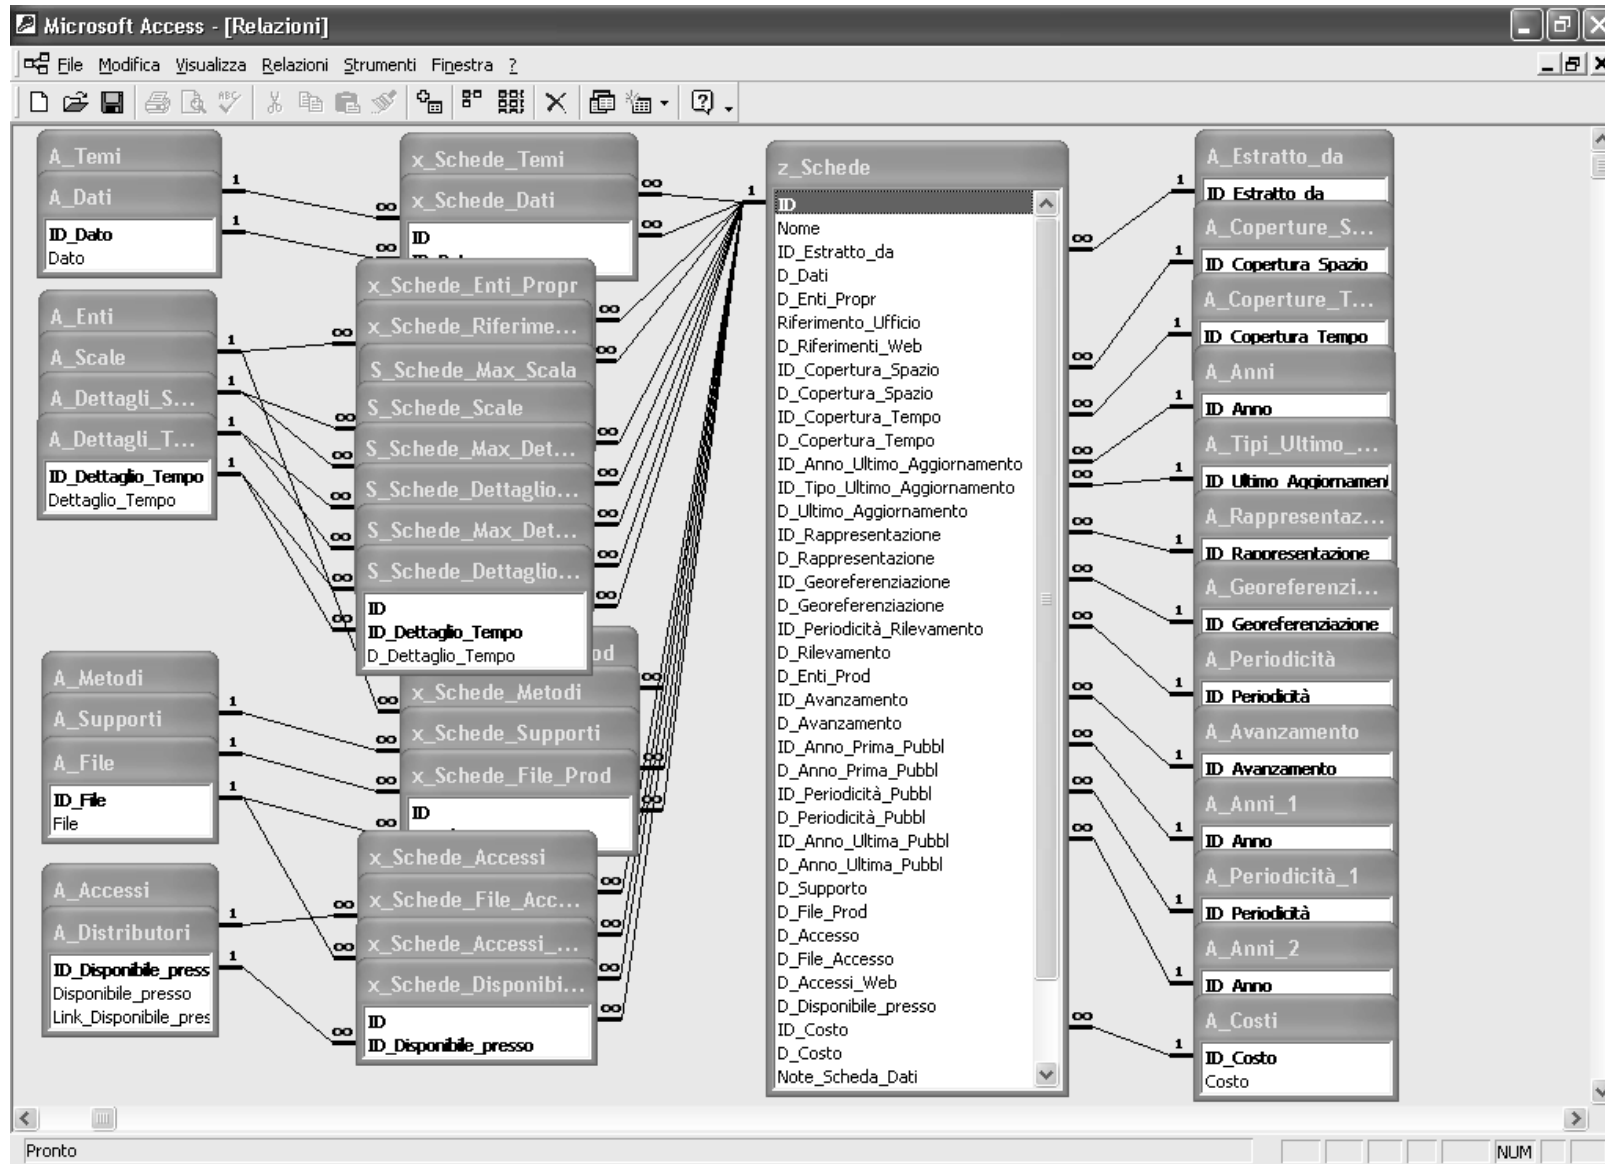 Microsoft Access - [Relazioni]
File Modifica Visualizza Relazioni Strumenti Finestra ?
A_Temi
A_Dati
ID_Dato
Dato
A_Enti
A_Scale
A_Dettagli_S...
A_Dettagli_T...
ID_Dettaglio_Tempo
Dettaglio_Tempo
A_Metodi
A_Supporti
A_File
ID_File
File
A_Accessi
A_Distributori
ID_Disponibile_press
Disponibile_presso
Link_Disponibile_pres
x_Schede_Temi
x_Schede_Dati
ID
x_Schede_Enti_Propr
x_Schede_Riferime...
S_Schede_Max_Scala
S_Schede_Scale
S_Schede_Max_Det...
S_Schede_Dettaglio...
S_Schede_Max_Det...
S_Schede_Dettaglio...
ID
ID_Dettaglio_Tempo
D_Dettaglio_Tempo
od
x_Schede_Metodi
x_Schede_Supporti
x_Schede_File_Prod
ID
x_Schede_Accessi
x_Schede_File_Acc...
x_Schede_Accessi_...
x_Schede_Disponibi...
ID
ID_Disponibile_presso
z_Schede
ID
Nome
ID_Estratto_da
D_Dati
D_Enti_Propr
Riferimento_Ufficio
D_Riferimenti_Web
ID_Copertura_Spazio
D_Copertura_Spazio
ID_Copertura_Tempo
D_Copertura_Tempo
ID_Anno_Ultimo_Aggiornamento
ID_Tipo_Ultimo_Aggiornamento
D_Ultimo_Aggiornamento
ID_Rappresentazione
D_Rappresentazione
ID_Georeferenziazione
D_Georeferenziazione
ID_Periodicità_Rilevamento
D_Rilevamento
D_Enti_Prod
ID_Avanzamento
D_Avanzamento
ID_Anno_Prima_Pubbl
D_Anno_Prima_Pubbl
ID_Periodicità_Pubbl
D_Periodicità_Pubbl
ID_Anno_Ultima_Pubbl
D_Anno_Ultima_Pubbl
D_Supporto
D_File_Prod
D_Accesso
D_File_Accesso
D_Accessi_Web
D_Disponibile_presso
ID_Costo
D_Costo
Note_Scheda_Dati
A_Estratto_da
ID_Estratto_da
A_Coperture_S...
ID_Copertura_Spazio
A_Coperture_T...
ID_Copertura_Tempo
A_Anni
ID_Anno
A_Tipi_Ultimo_...
ID_Ultimo_Aggiornament
A_Rappresentaz...
ID_Rappresentazione
A_Georeferenzi...
ID_Georeferenziazione
A_Periodicità
ID_Periodicità
A_Avanzamento
ID_Avanzamento
A_Anni_1
ID_Anno
A_Periodicità_1
ID_Periodicità
A_Anni_2
ID_Anno
A_Costi
ID_Costo
Costo
Pronto
NUM